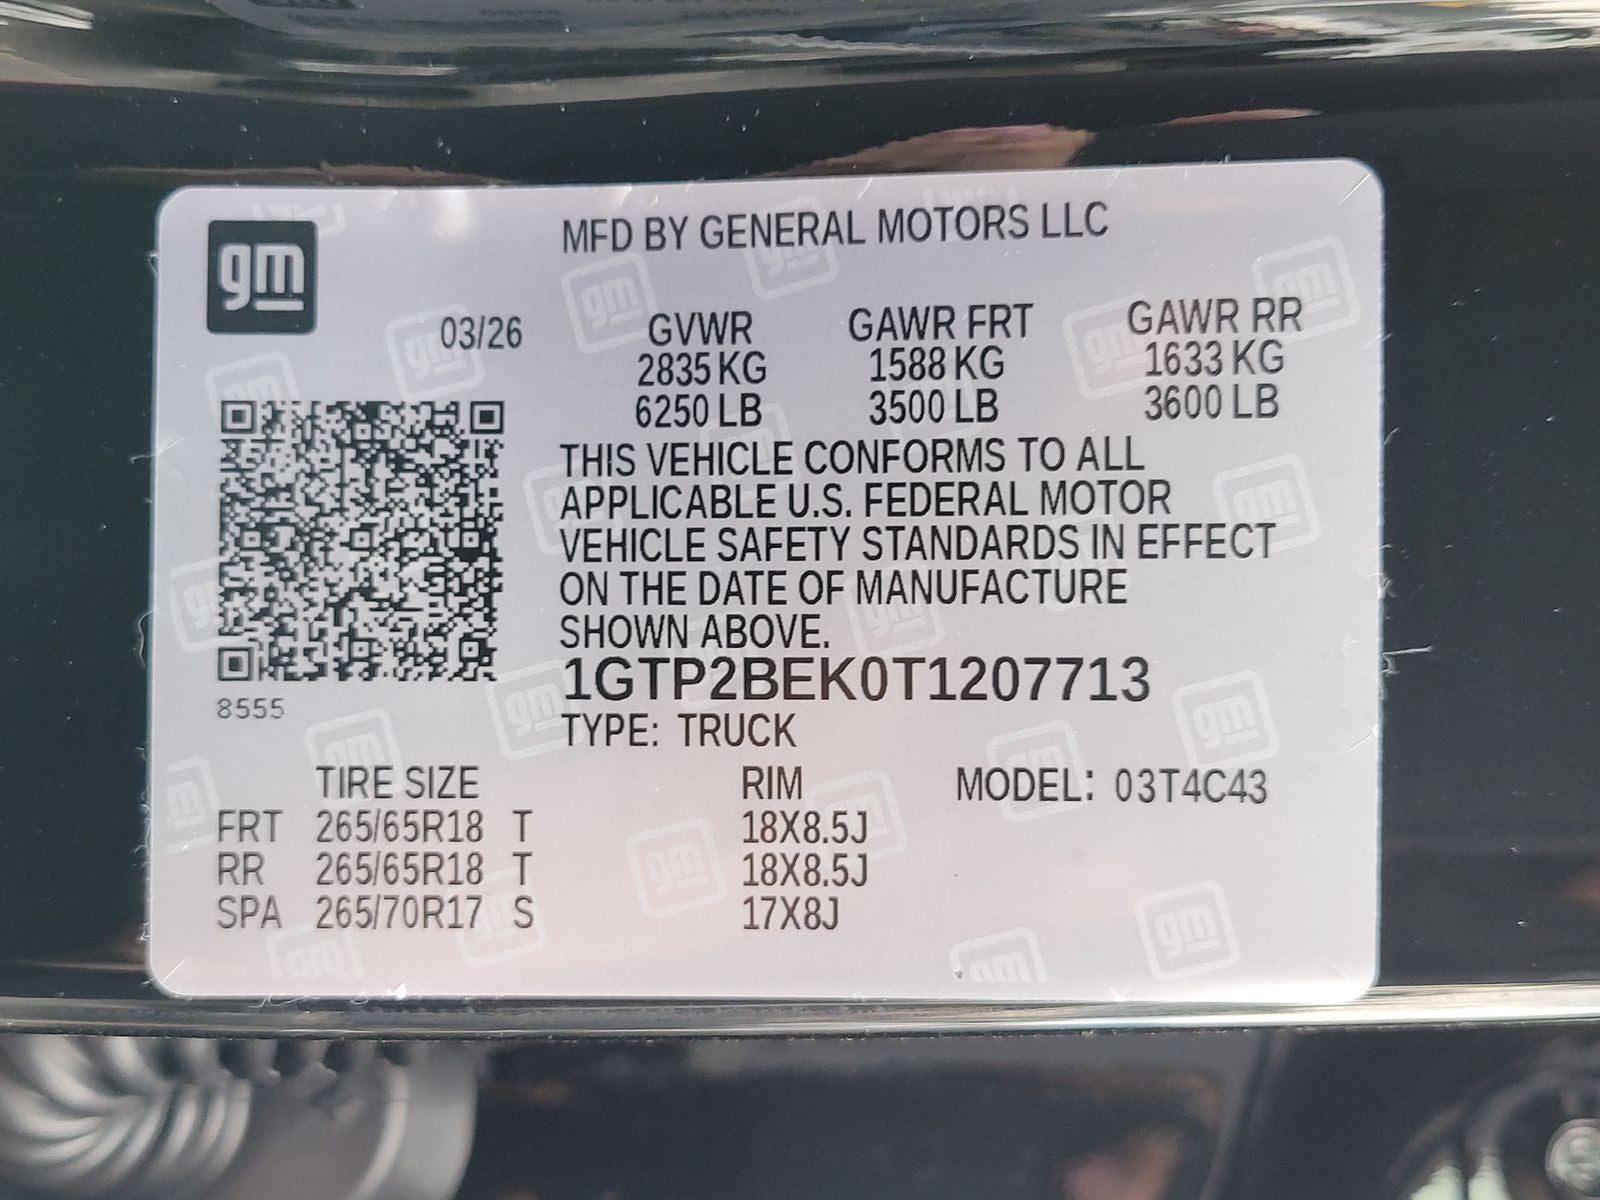 gm
MFD BY GENERAL MOTORS LLC
03/26
GVWR GAWR FRT GAWR RR
2835 KG 1588 KG 1633 KG
6250 LB 3500 LB 3600 LB
THIS VEHICLE CONFORMS TO ALL
APPLICABLE U.S. FEDERAL MOTOR
VEHICLE SAFETY STANDARDS IN EFFECT
ON THE DATE OF MANUFACTURE
SHOWN ABOVE.
1GTP2BEK0T1207713
8555
TYPE: TRUCK
TIRE SIZE RIM MODEL: 03T4C43
FRT 265/65R18 T 18X8.5J
RR 265/65R18 T 18X8.5J
SPA 265/70R17 S 17X8J